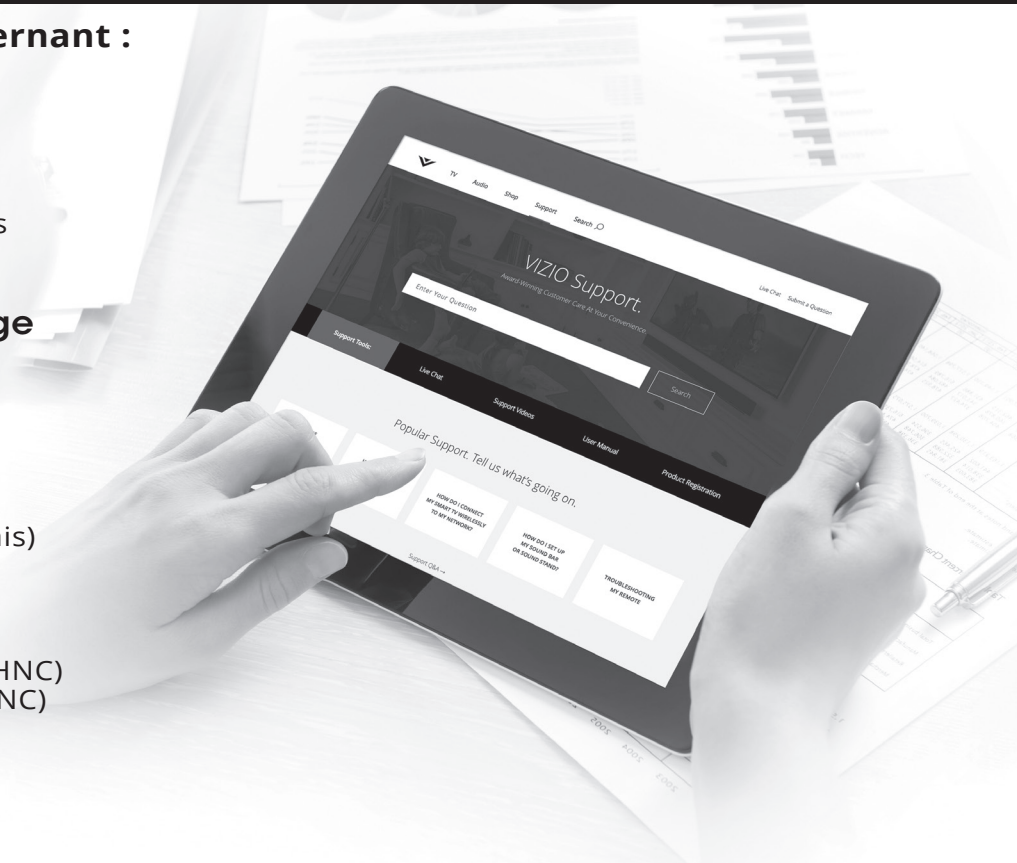 ernant :
s
ge
is)
HNC)
NC)
TV Audio Shop Support Search
Live Chat Submit a Question
VIZIO Support.
Award-Winning Customer Care At Your Convenience.
Enter Your Question
Search
Support Tools:
Live Chat
Support Videos
User Manual
Product Registration
Popular Support. Tell us what's going on.
HOW DO I CONNECT
MY SMART TV WIRELESSLY
TO MY NETWORK?
HOW DO I SET UP
MY SOUND BAR
OR SOUND STAND?
TROUBLESHOOTING
MY REMOTE
Support Q&A →
2005
2004
2003